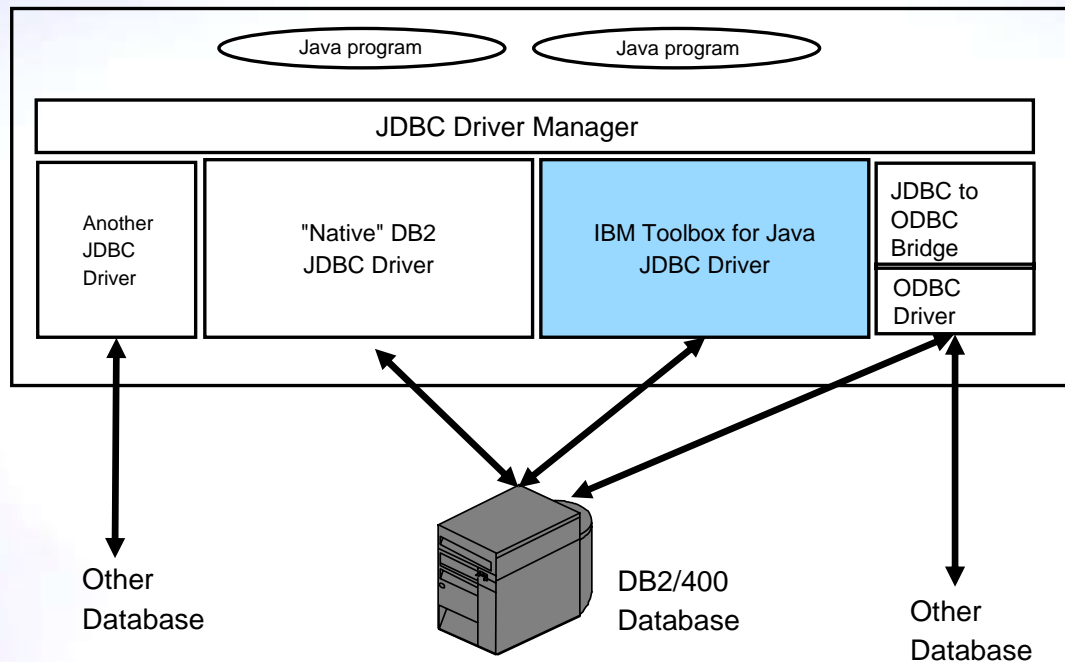 Java program
Java program
JDBC Driver Manager
Another
JDBC
Driver
"Native" DB2
JDBC Driver
IBM Toolbox for Java
JDBC Driver
JDBC to
ODBC
Bridge
ODBC
Driver
Other
Database
DB2/400
Database
Other
Database